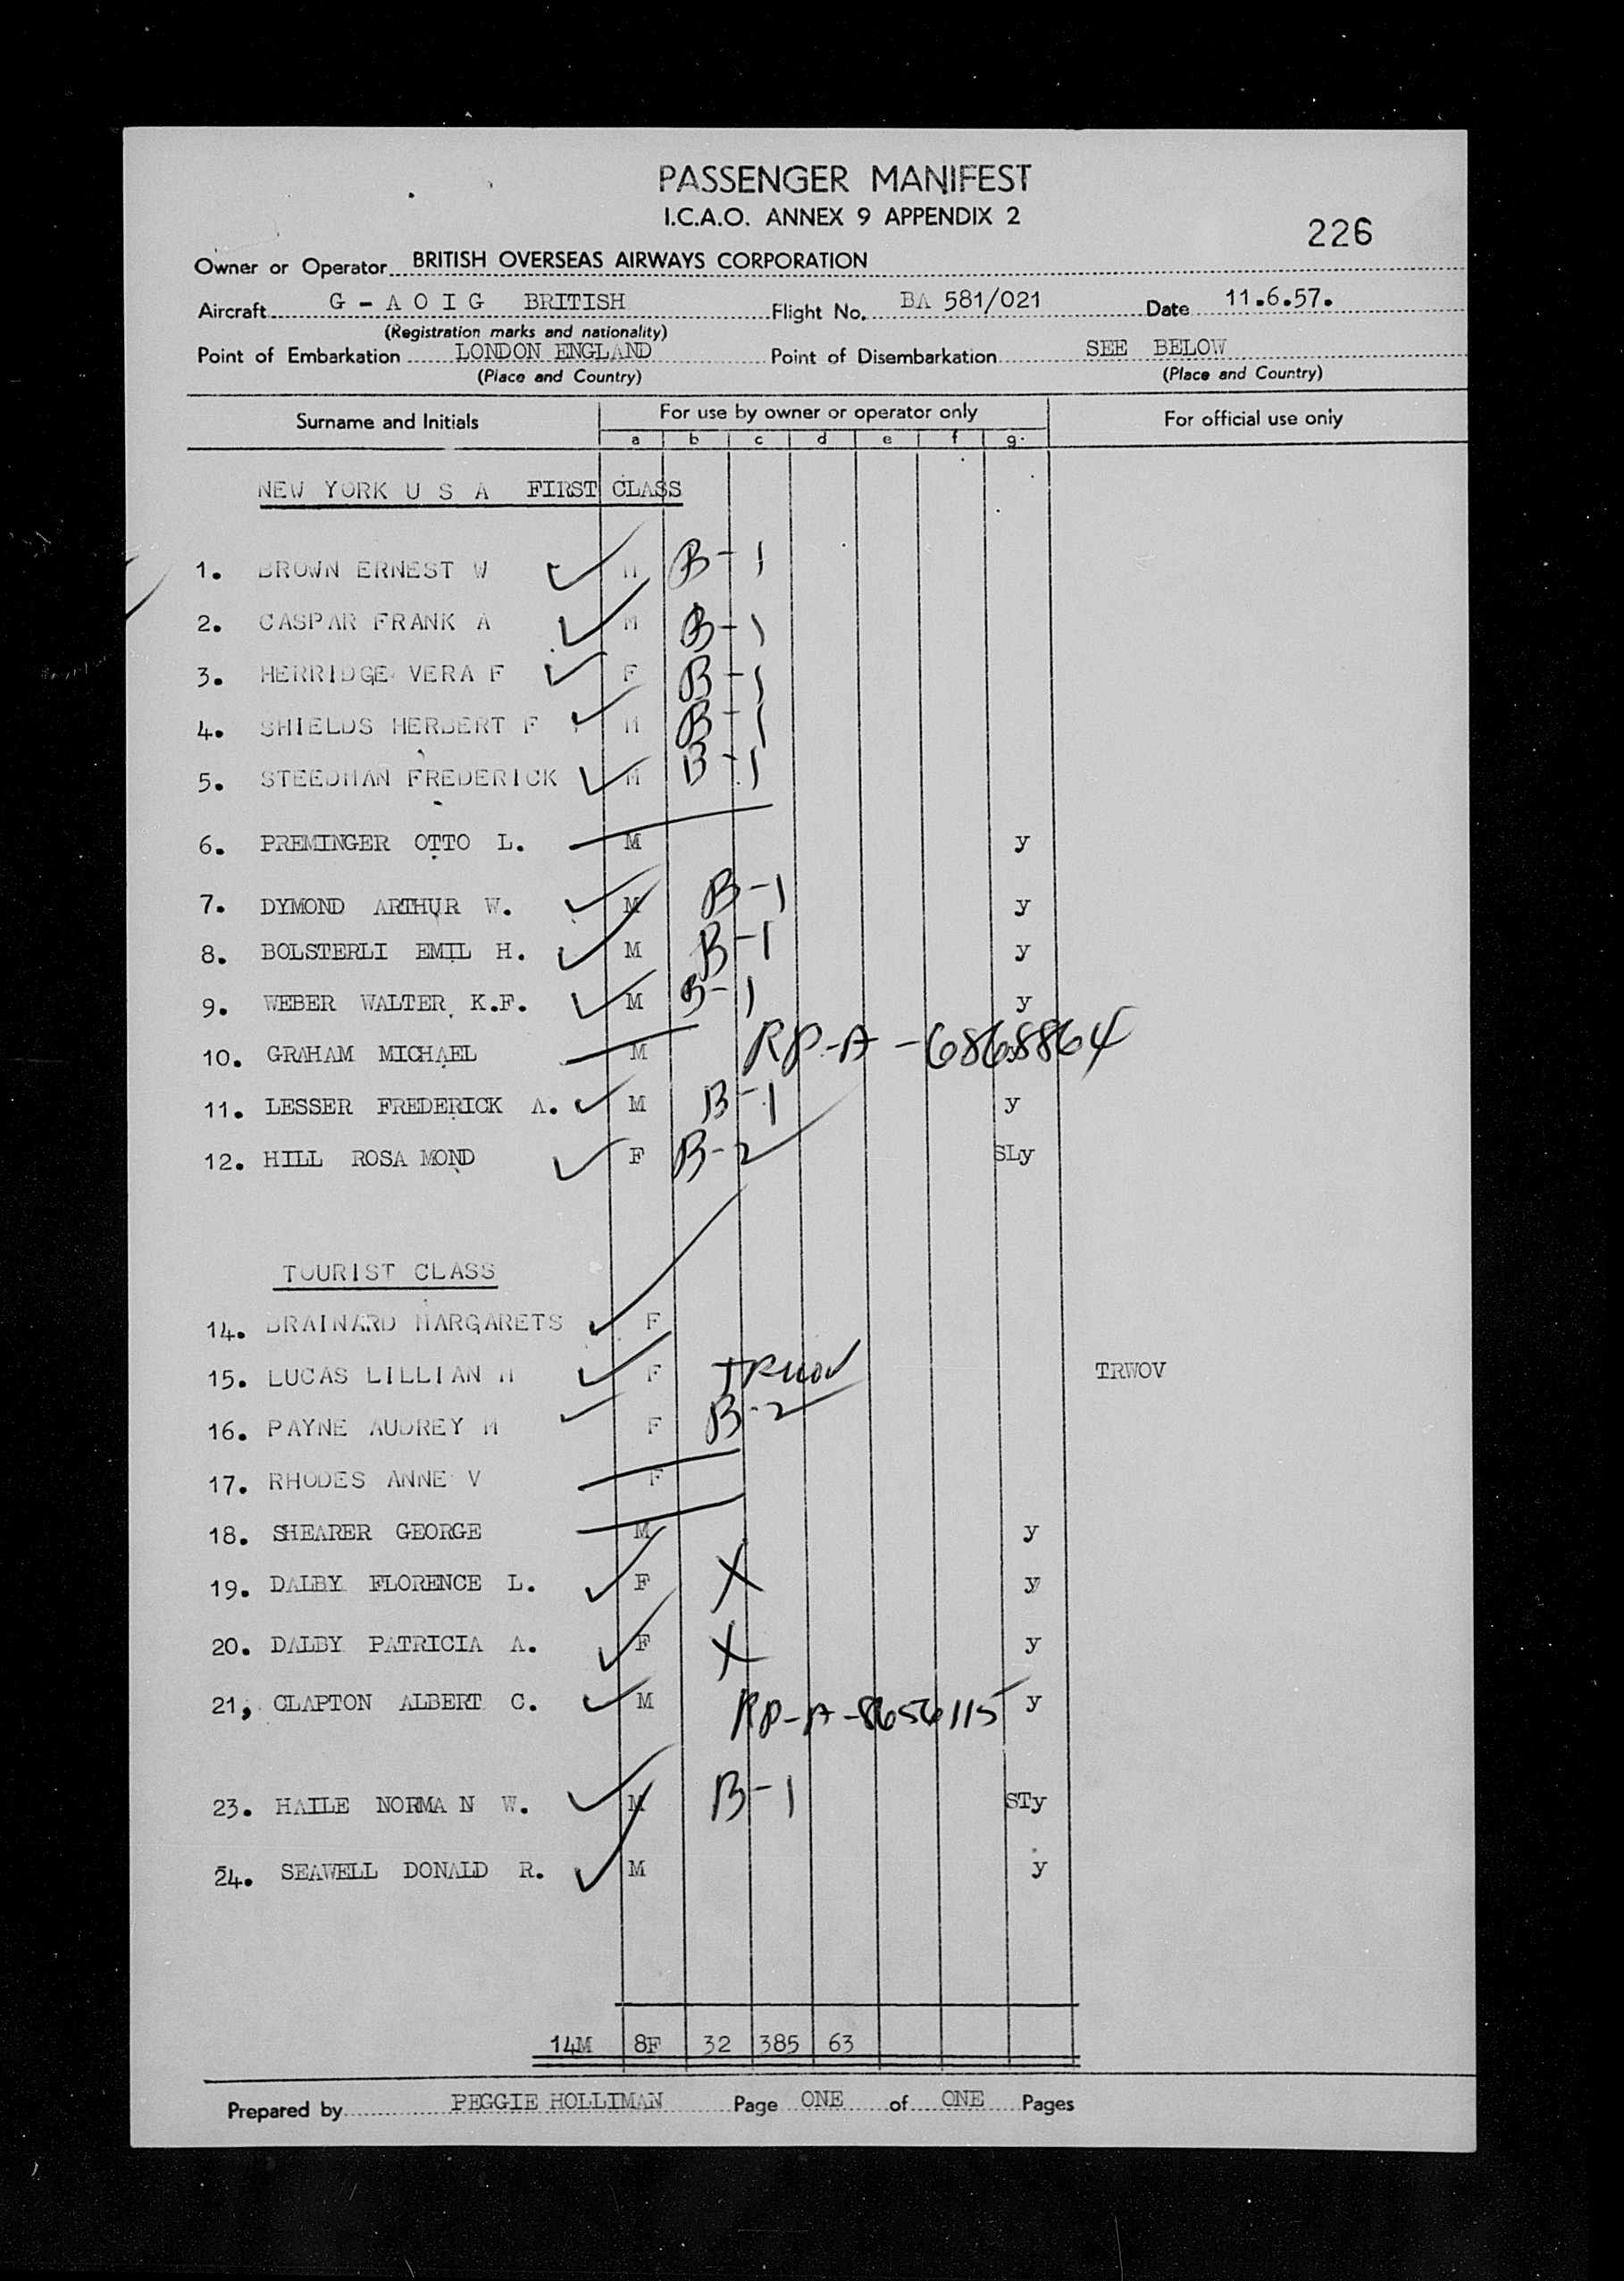 PASSENGER MANIFEST
I.C.A.O. ANNEX 9 APPENDIX 2
226
Owner or Operator BRITISH OVERSEAS AIRWAYS CORPORATION
Aircraft G - A O I G BRITISH Flight No. BA 581/021 Date 11.6.57.
(Registration marks and nationality)
Point of Embarkation LONDON ENGLAND Point of Disembarkation SEE BELOW
(Place and Country) (Place and Country)
Surname and Initials For use by owner or operator only For official use only
a b c d e f g.
NEW YORK U S A FIRST CLASS
1. BROWN ERNEST W M B-1
2. CASPAR FRANK A M B-1
3. HERRIDGE VERA F F B-1
4. SHIELDS HERBERT F M B-1
5. STEEDMAN FREDERICK M B-1
6. PREMINGER OTTO L. M y
7. DYMOND ARTHUR W. M B-1 y
8. BOLSTERLI EMIL H. M B-1 y
9. WEBER WALTER K.F. M B-1 y
10. GRAHAM MICHAEL M RP-A-6868864
11. LESSER FREDERICK A. M B-1 y
12. HILL ROSA MOND F B-2 SLy
TOURIST CLASS
14. BRAINARD MARGARETS F
15. LUCAS LILLIAN M F TRWOV TRWOV
16. PAYNE AUDREY M F B-2
17. RHODES ANNE V F
18. SHEARER GEORGE M y
19. DALBY FLORENCE L. F X y
20. DALBY PATRICIA A. F X y
21, CLAPTON ALBERT C. M RP-A-8656115 y
23. HAILE NORMA N W. M B-1 STy
24. SEAWELL DONALD R. M y
14M 8F 32 385 63
Prepared by PEGGIE HOLLIMAN Page ONE of ONE Pages